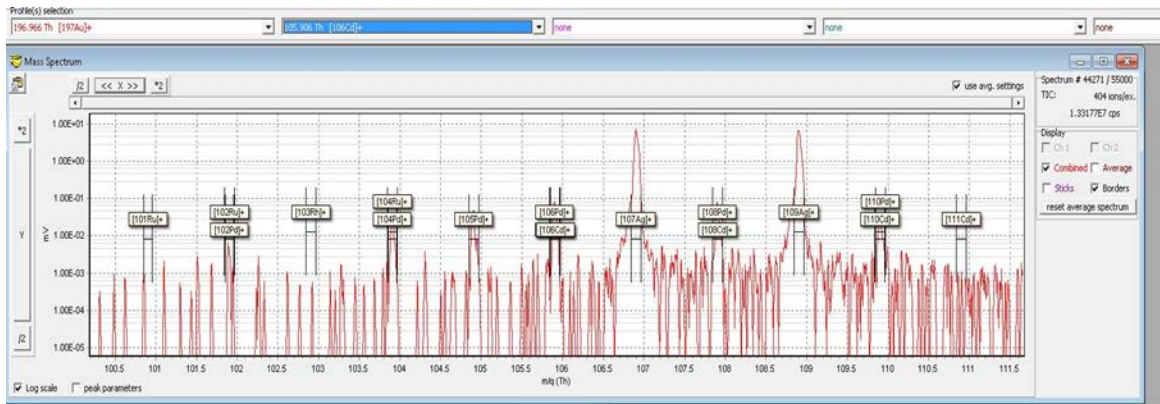 Profile(s) selection
196.966 Th [197Au]+ 105.906 Th [106Cd]+ none none none
Mass Spectrum
/2 << X >> *2 use avg. settings
Spectrum # 44271 / 55000
TIC: 404 ions/ex.
1.33177E7 cps
Display
Ch 1 Ch 2
Combined Average
Sticks Borders
reset average spectrum
*2
Y
/2
mV
1.00E+01
1.00E+00
1.00E-01
1.00E-02
1.00E-03
1.00E-04
1.00E-05
[101Ru]+
[102Ru]+
[102Pd]+
[103Rh]+
[104Ru]+
[104Pd]+
[105Pd]+
[106Pd]+
[106Cd]+
[107Ag]+
[108Pd]+
[108Cd]+
[109Ag]+
[110Pd]+
[110Cd]+
[111Cd]+
100.5 101 101.5 102 102.5 103 103.5 104 104.5 105 105.5 106 106.5 107 107.5 108 108.5 109 109.5 110 110.5 111 111.5
m/q (Th)
Log scale peak parameters